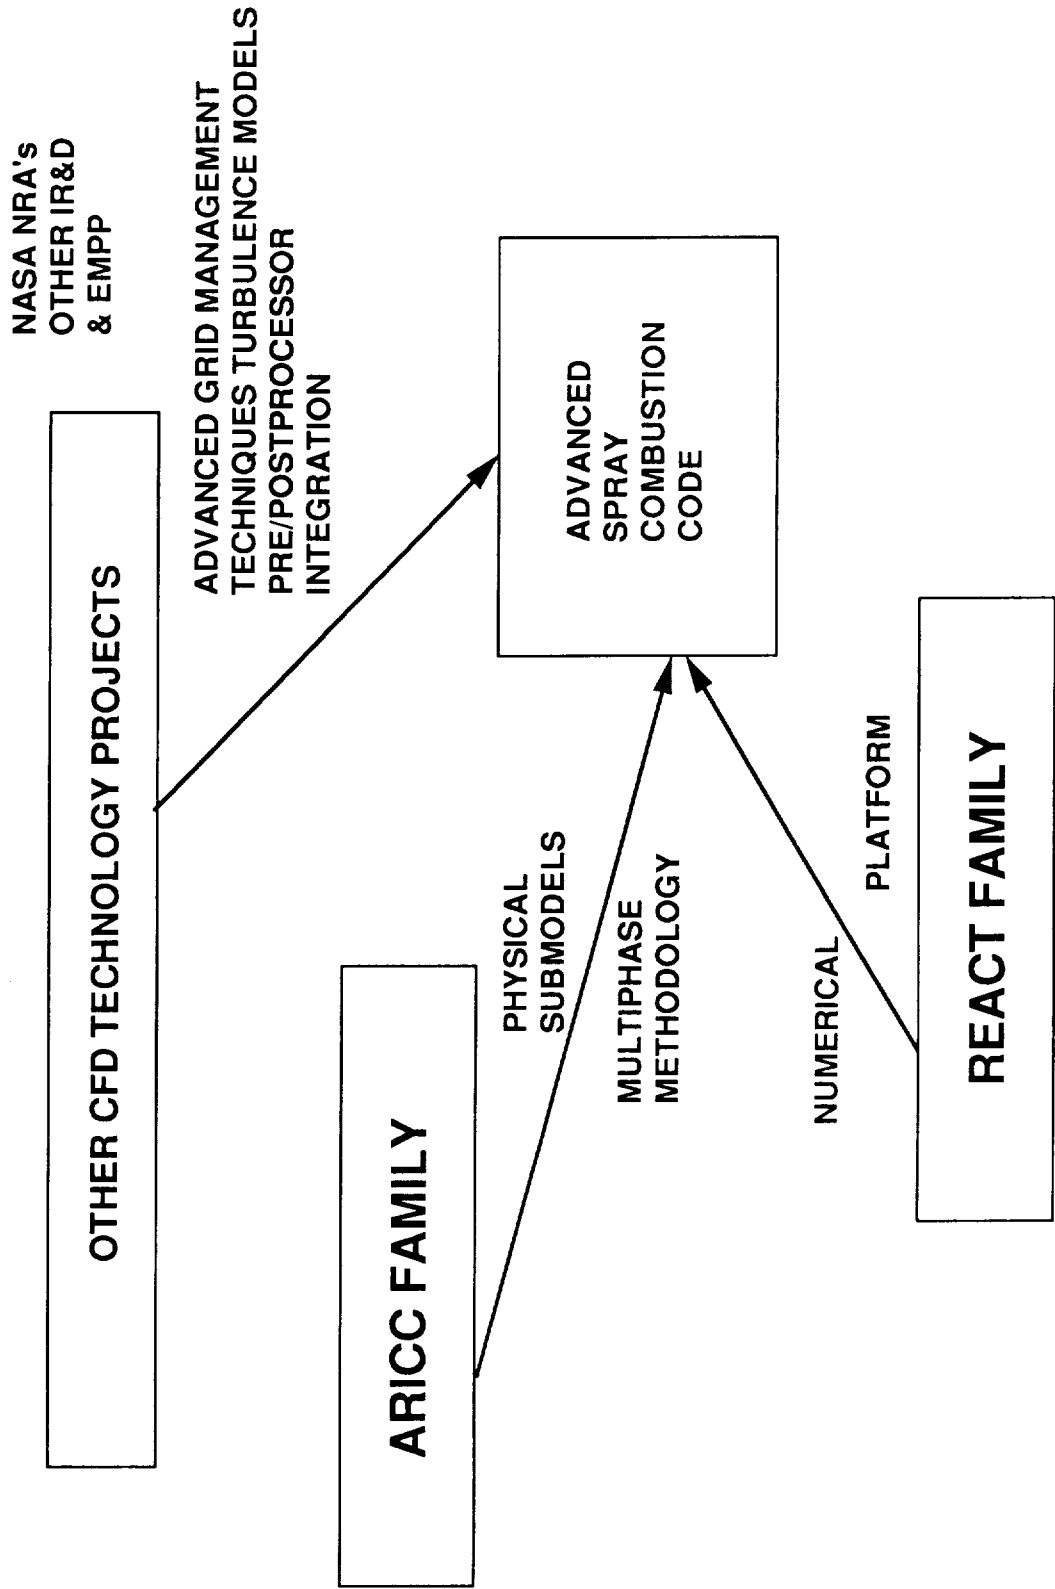 NASA NRA's
OTHER IR&D
& EMPP
OTHER CFD TECHNOLOGY PROJECTS
ADVANCED GRID MANAGEMENT
TECHNIQUES TURBULENCE MODELS
PRE/POSTPROCESSOR
INTEGRATION
ARICC FAMILY
PHYSICAL
SUBMODELS
MULTIPHASE
METHODOLOGY
ADVANCED
SPRAY
COMBUSTION
CODE
NUMERICAL
PLATFORM
REACT FAMILY